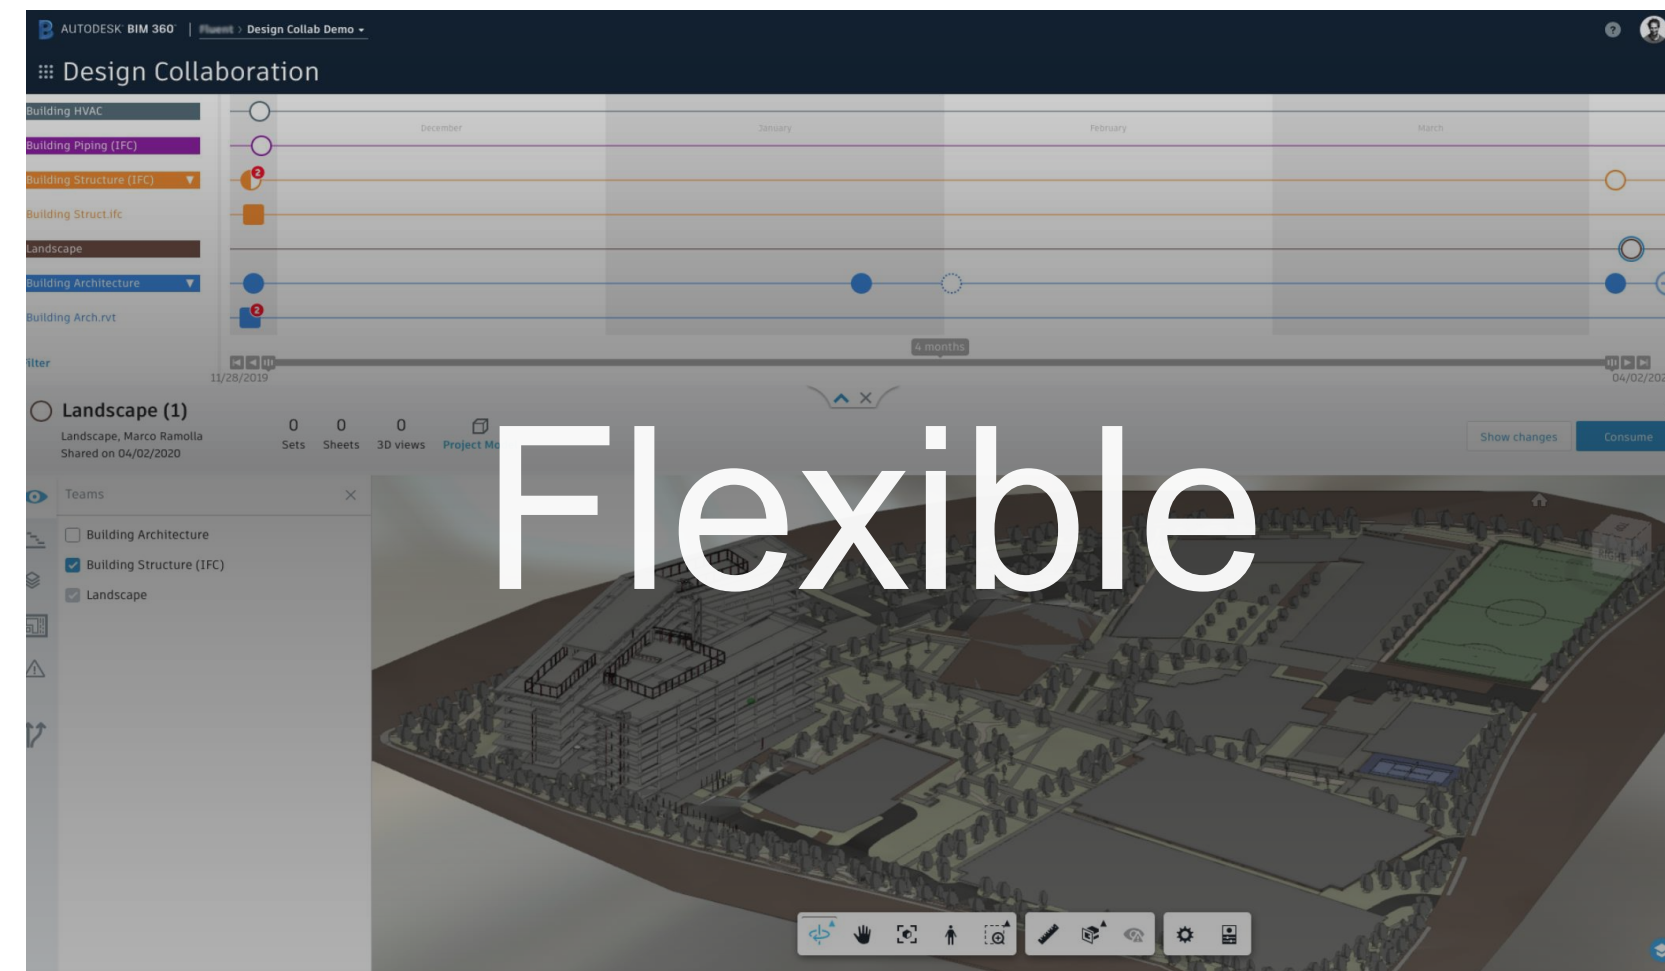 AUTODESK BIM 360 | > Design Collab Demo
Design Collaboration
Building HVAC
December January February March
Building Piping (IFC)
2
Building Structure (IFC)
Building Struct.ifc
Landscape
Building Architecture
2
Building Arch.rvt
4 months
11/28/2019
Landscape (1)
Landscape, Marco Ramolla
Shared on 04/02/2020
0 0 0
Sets Sheets 3D views Project
Show changes Consume
Flexible
Teams
Building Architecture
Building Structure (IFC)
Landscape